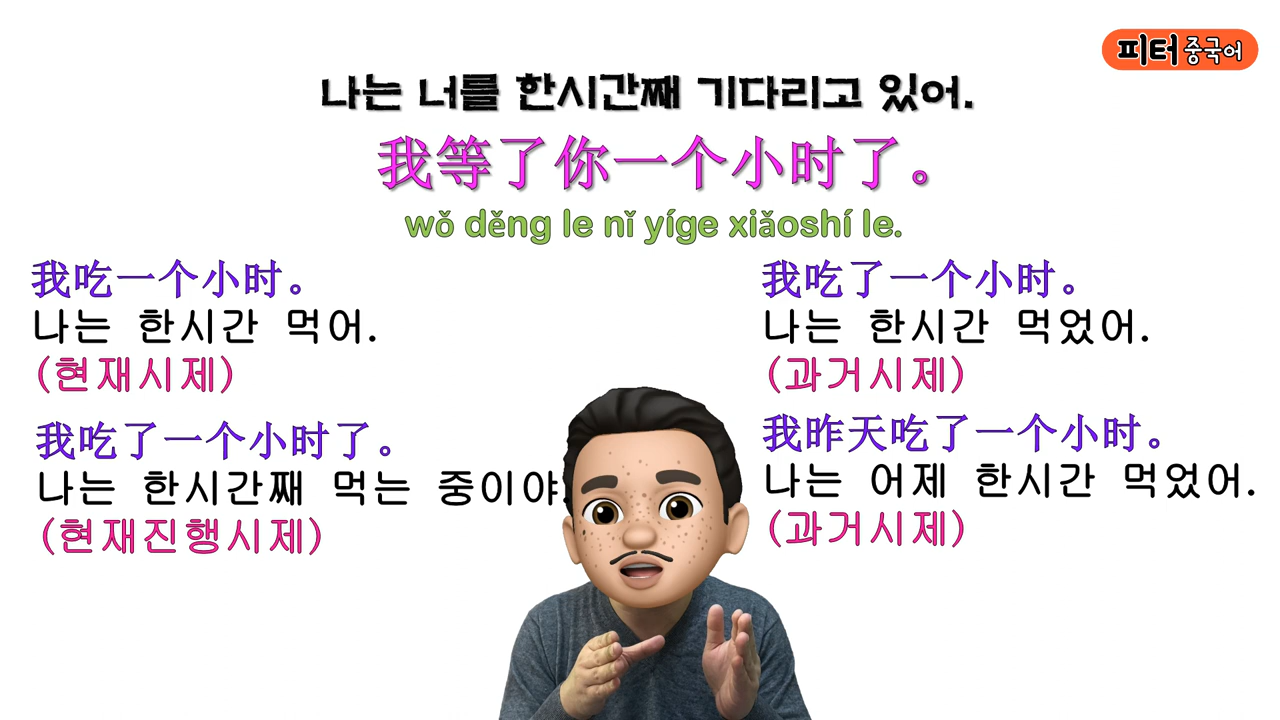 피터 중국어
나는 너를 한시간째 기다리고 있어.
我等了你一个小时了。
wǒ děng le nǐ yíge xiǎoshí le.
我吃一个小时。
나는 한시간 먹어.
(현재시제)
我吃了一个小时了。
나는 한시간째 먹는 중이야.
(현재진행시제)
我吃了一个小时。
나는 한시간 먹었어.
(과거시제)
我昨天吃了一个小时。
나는 어제 한시간 먹었어.
(과거시제)